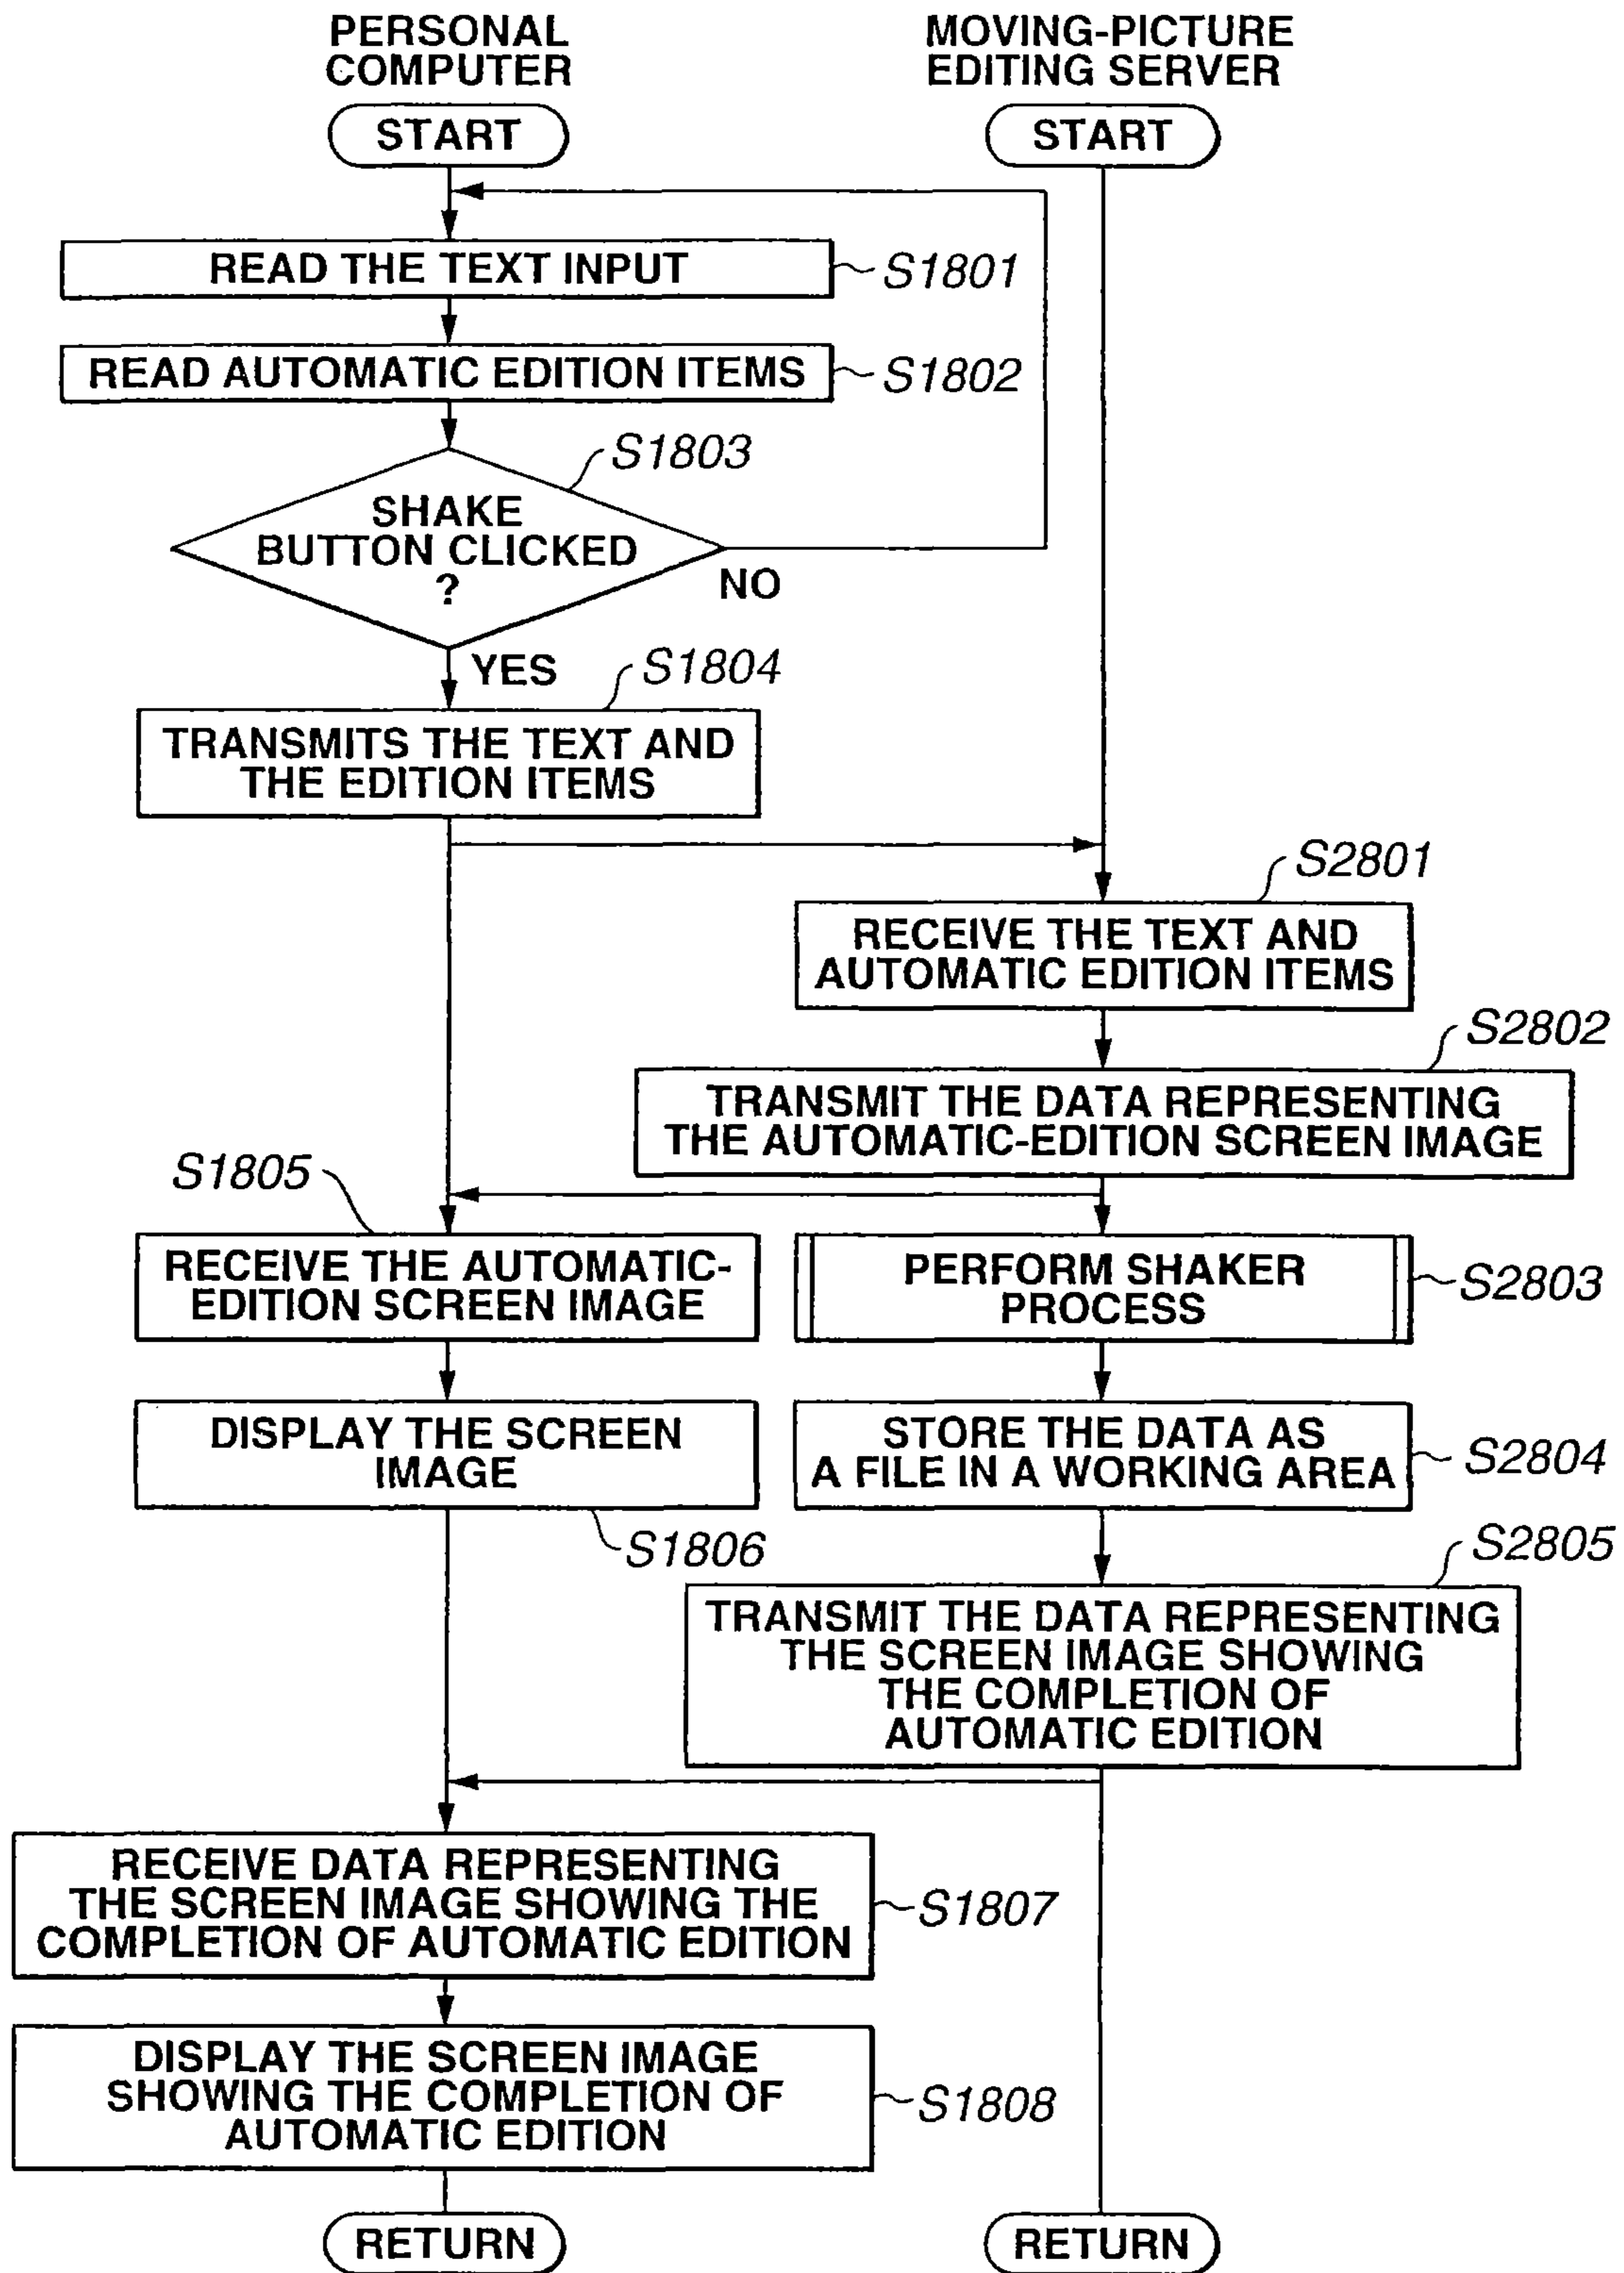 PERSONAL
COMPUTER
MOVING-PICTURE
EDITING SERVER
START
START
READ THE TEXT INPUT
S1801
READ AUTOMATIC EDITION ITEMS
S1802
S1803
SHAKE
BUTTON CLICKED
?
NO
YES
S1804
TRANSMITS THE TEXT AND
THE EDITION ITEMS
S2801
RECEIVE THE TEXT AND
AUTOMATIC EDITION ITEMS
S2802
TRANSMIT THE DATA REPRESENTING
THE AUTOMATIC-EDITION SCREEN IMAGE
S1805
RECEIVE THE AUTOMATIC-
EDITION SCREEN IMAGE
PERFORM SHAKER
PROCESS
S2803
DISPLAY THE SCREEN
IMAGE
S1806
STORE THE DATA AS
A FILE IN A WORKING AREA
S2804
S2805
TRANSMIT THE DATA REPRESENTING
THE SCREEN IMAGE SHOWING
THE COMPLETION OF
AUTOMATIC EDITION
RECEIVE DATA REPRESENTING
THE SCREEN IMAGE SHOWING THE
COMPLETION OF AUTOMATIC EDITION
S1807
DISPLAY THE SCREEN IMAGE
SHOWING THE COMPLETION OF
AUTOMATIC EDITION
S1808
RETURN
RETURN